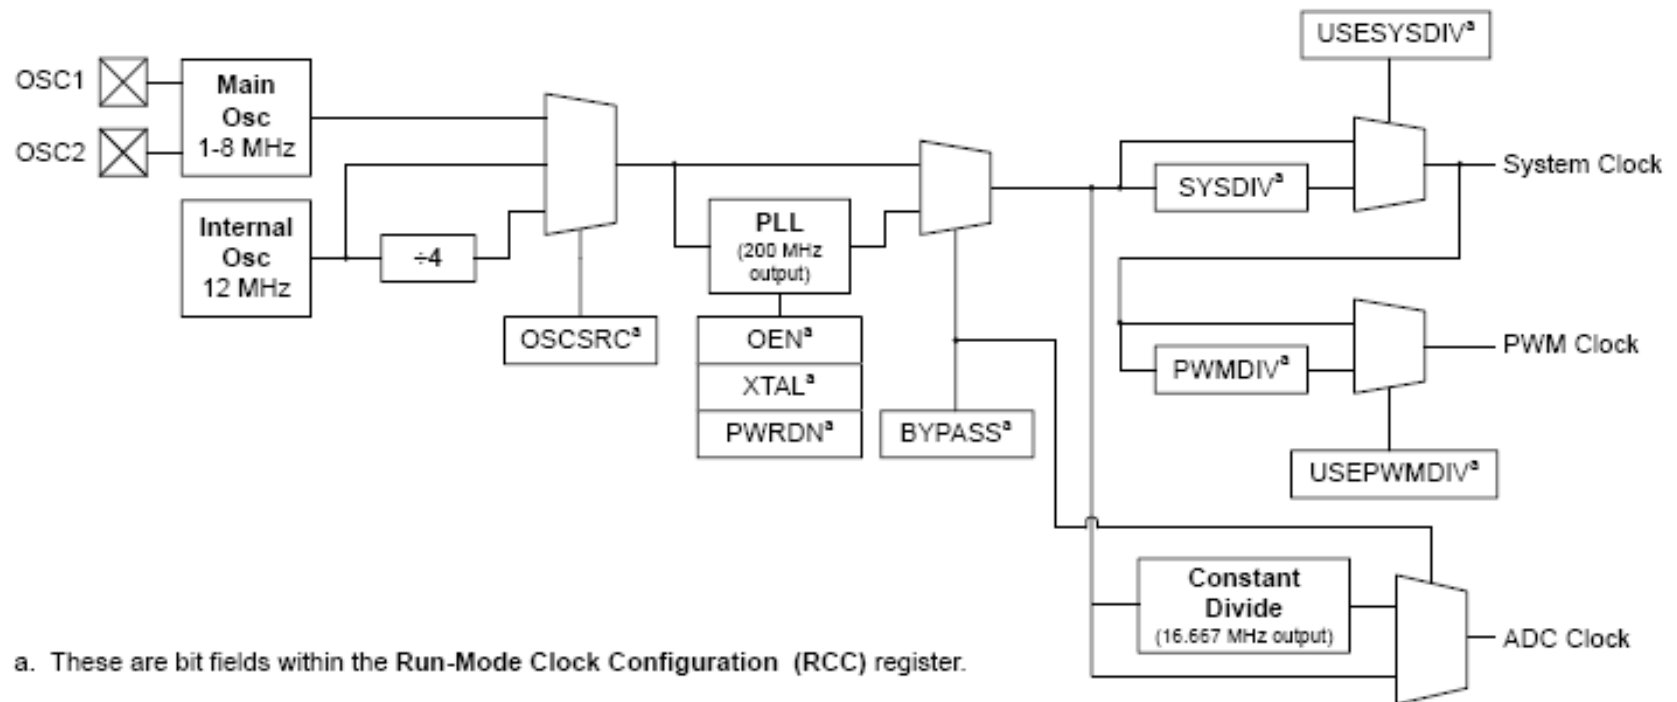 USESYSDIVᵃ
OSC1
OSC2
Main
Osc
1-8 MHz
Internal
Osc
12 MHz
÷4
OSCSRCᵃ
PLL
(200 MHz
output)
OENᵃ
XTALᵃ
PWRDNᵃ
BYPASSᵃ
SYSDIVᵃ
System Clock
PWMDIVᵃ
PWM Clock
USEPWMDIVᵃ
Constant
Divide
(16.667 MHz output)
ADC Clock
a. These are bit fields within the Run-Mode Clock Configuration (RCC) register.